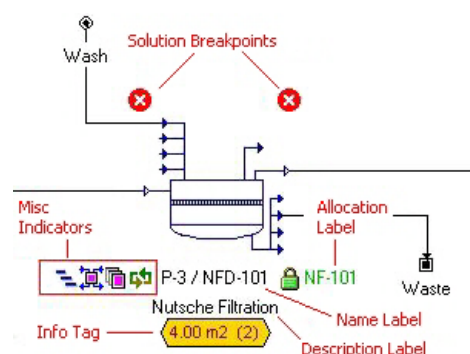 Solution Breakpoints
Wash
Misc
Indicators
Allocation
Label
P-3 / NFD-101
NF-101
Waste
Nutsche Filtration
Name Label
Info Tag
4.00 m2 (2)
Description Label